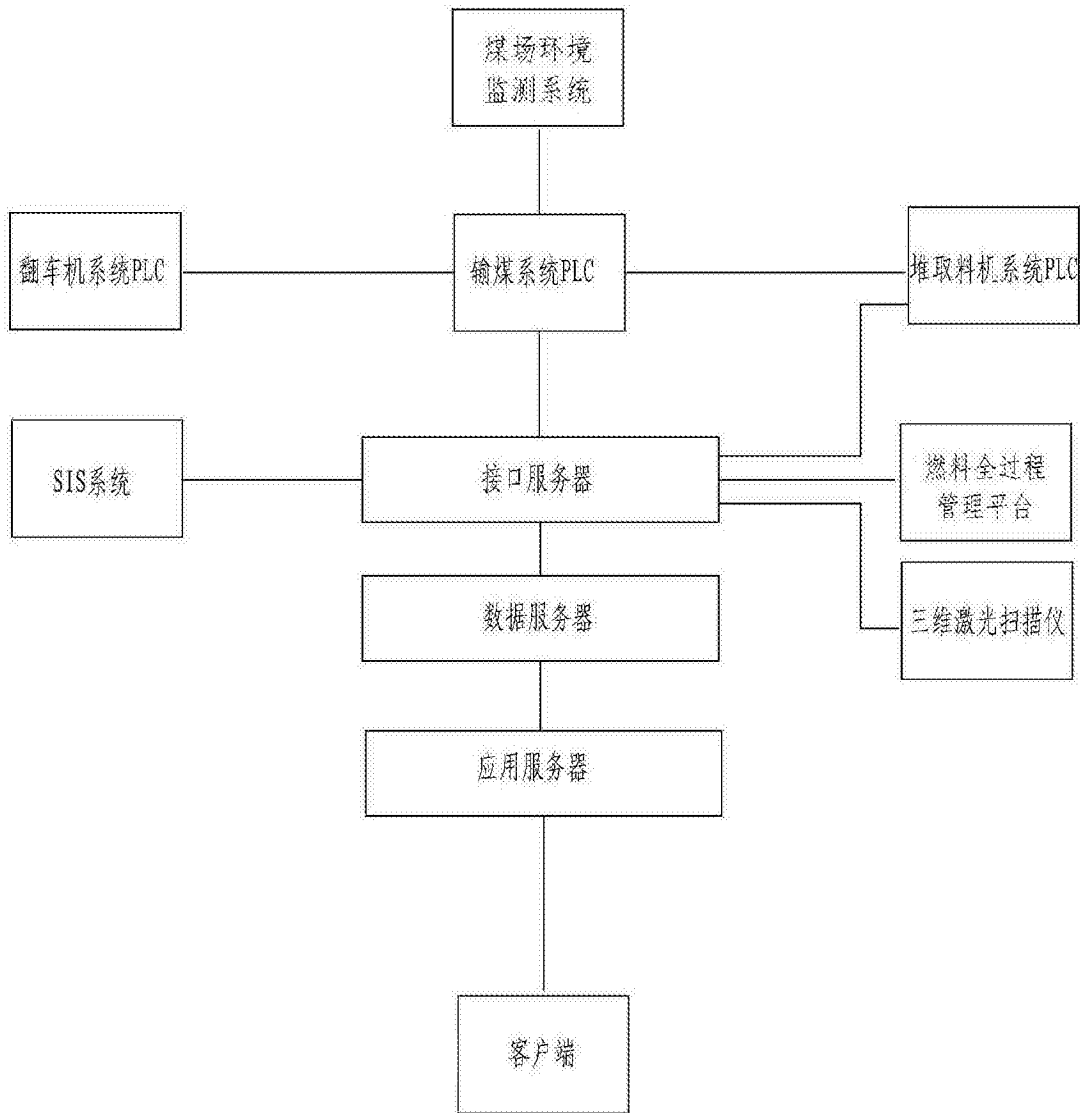 煤场环境
监测系统
翻车机系统PLC
输煤系统PLC
堆取料机系统PLC
SIS系统
接口服务器
燃料全过程
管理平台
数据服务器
三维激光扫描仪
应用服务器
客户端